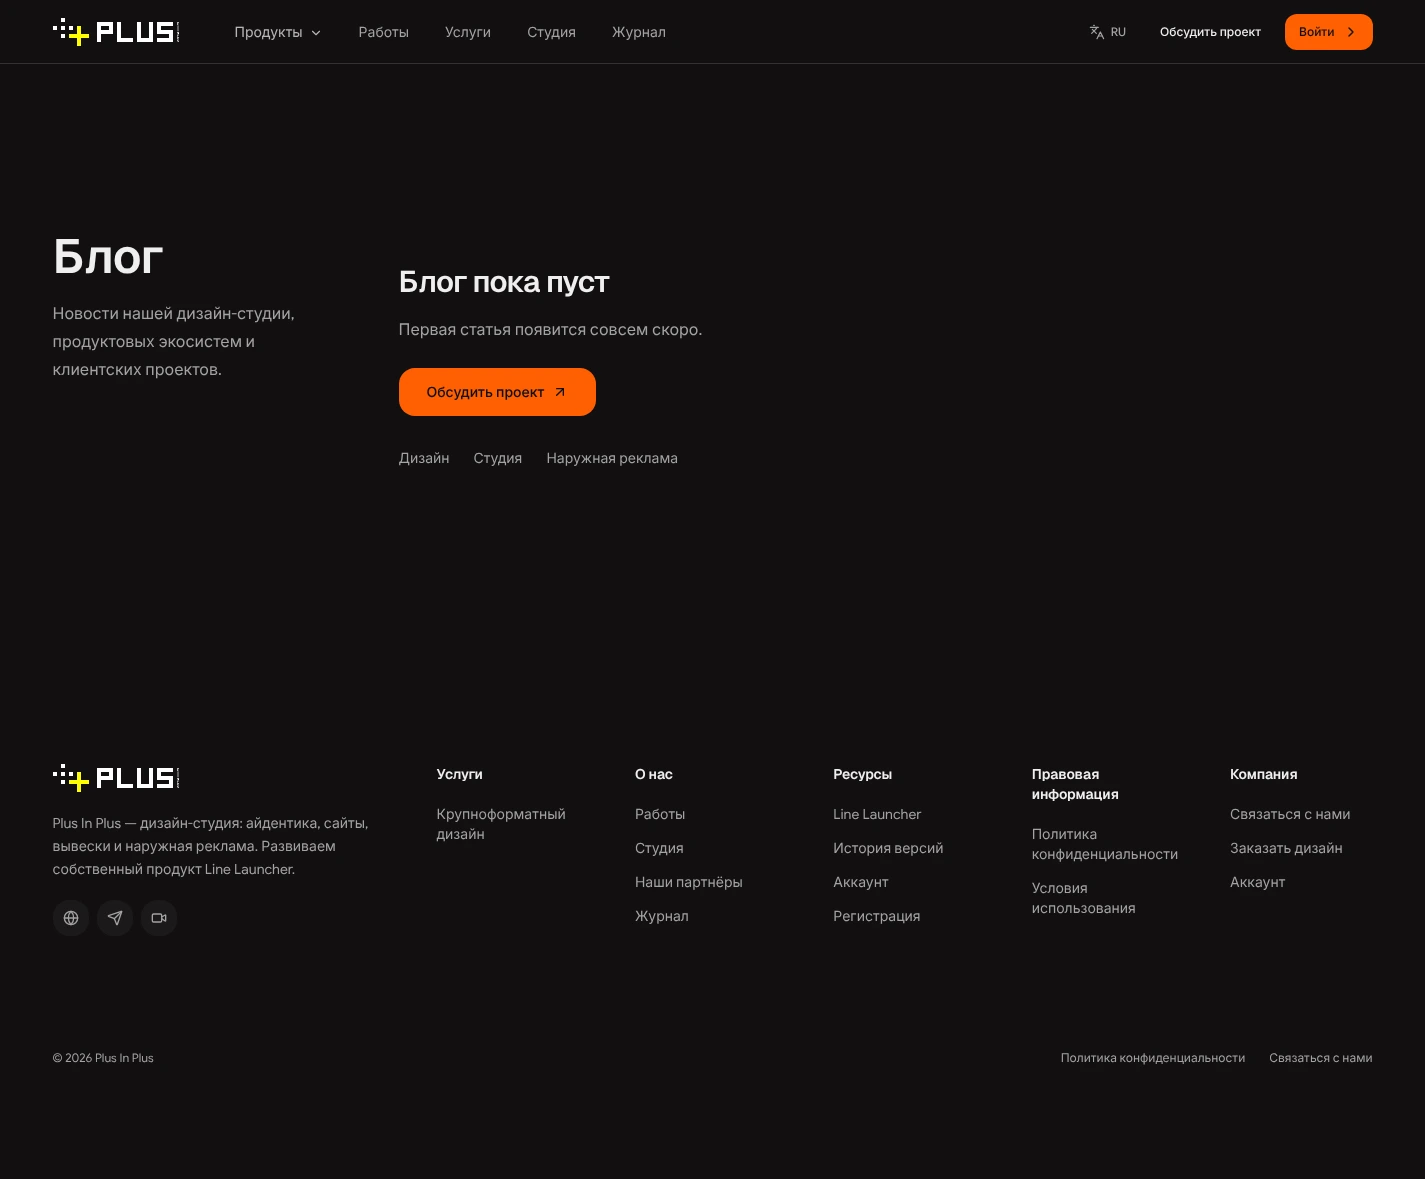 PLUS
Продукты
Работы
Услуги
Студия
Журнал
RU
Обсудить проект
Войти
Блог
Новости нашей дизайн-студии,
продуктовых экосистем и
клиентских проектов.
Блог пока пуст
Первая статья появится совсем скоро.
Обсудить проект
Дизайн
Студия
Наружная реклама
PLUS
Plus In Plus — дизайн-студия: айдентика, сайты,
вывески и наружная реклама. Развиваем
собственный продукт Line Launcher.
Услуги
Крупноформатный
дизайн
О нас
Работы
Студия
Наши партнёры
Журнал
Ресурсы
Line Launcher
История версий
Аккаунт
Регистрация
Правовая
информация
Политика
конфиденциальности
Условия
использования
Компания
Связаться с нами
Заказать дизайн
Аккаунт
© 2026 Plus In Plus
Политика конфиденциальности
Связаться с нами